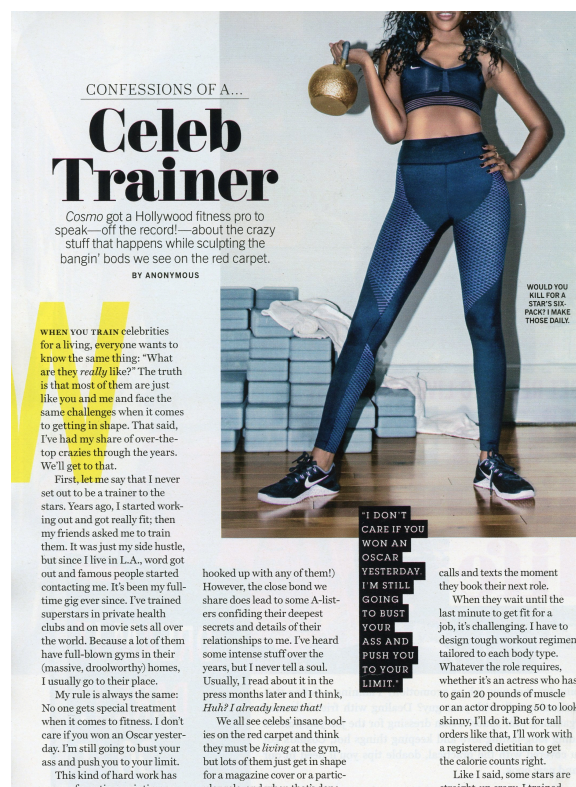 CONFESSIONS OF A...
Celeb
Trainer
Cosmo got a Hollywood fitness pro to
speak—off the record!—about the crazy
stuff that happens while sculpting the
bangin' bods we see on the red carpet.
BY ANONYMOUS
WOULD YOU
KILL FOR A
STAR'S SIX-
PACK? I MAKE
THOSE DAILY.
WHEN YOU TRAIN celebrities
for a living, everyone wants to
know the same thing: “What
are they really like?” The truth
is that most of them are just
like you and me and face the
same challenges when it comes
to getting in shape. That said,
I've had my share of over-the-
top crazies through the years.
We'll get to that.
First, let me say that I never
set out to be a trainer to the
stars. Years ago, I started work-
ing out and got really fit; then
my friends asked me to train
them. It was just my side hustle,
but since I live in L.A., word got
out and famous people started
contacting me. It's been my full-
time gig ever since. I've trained
superstars in private health
clubs and on movie sets all over
the world. Because a lot of them
have full-blown gyms in their
(massive, droolworthy) homes,
I usually go to their place.
My rule is always the same:
No one gets special treatment
when it comes to fitness. I don't
care if you won an Oscar yester-
day. I'm still going to bust your
ass and push you to your limit.
This kind of hard work has
hooked up with any of them!)
However, the close bond we
share does lead to some A-list-
ers confiding their deepest
secrets and details of their
relationships to me. I've heard
some intense stuff over the
years, but I never tell a soul.
Usually, I read about it in the
press months later and I think,
Huh? I already knew that!
We all see celebs' insane bod-
ies on the red carpet and think
they must be living at the gym,
but lots of them just get in shape
for a magazine cover or a partic-
"I DON'T
CARE IF YOU
WON AN
OSCAR
YESTERDAY.
I'M STILL
GOING
TO BUST
YOUR
ASS AND
PUSH YOU
TO YOUR
LIMIT."
calls and texts the moment
they book their next role.
When they wait until the
last minute to get fit for a
job, it's challenging. I have to
design tough workout regimen
tailored to each body type.
Whatever the role requires,
whether it's an actress who has
to gain 20 pounds of muscle
or an actor dropping 50 to look
skinny, I'll do it. But for tall
orders like that, I'll work with
a registered dietitian to get
the calorie counts right.
Like I said, some stars are